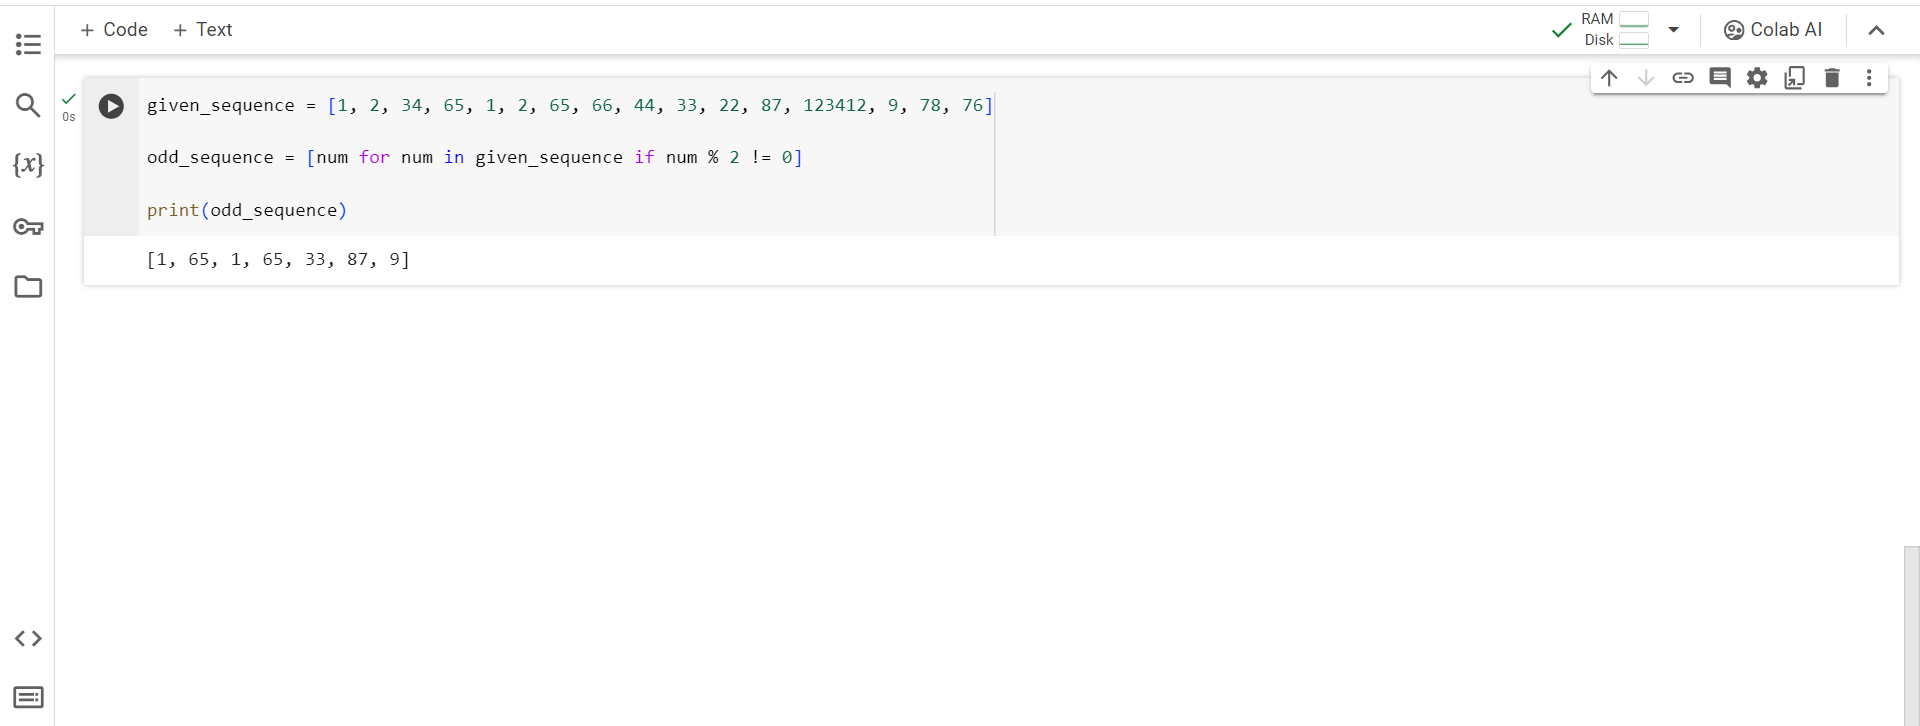 + Code + Text
RAM
Disk
Colab AI
0s
given_sequence = [1, 2, 34, 65, 1, 2, 65, 66, 44, 33, 22, 87, 123412, 9, 78, 76]
odd_sequence = [num for num in given_sequence if num % 2 != 0]
print(odd_sequence)
[1, 65, 1, 65, 33, 87, 9]
{x}